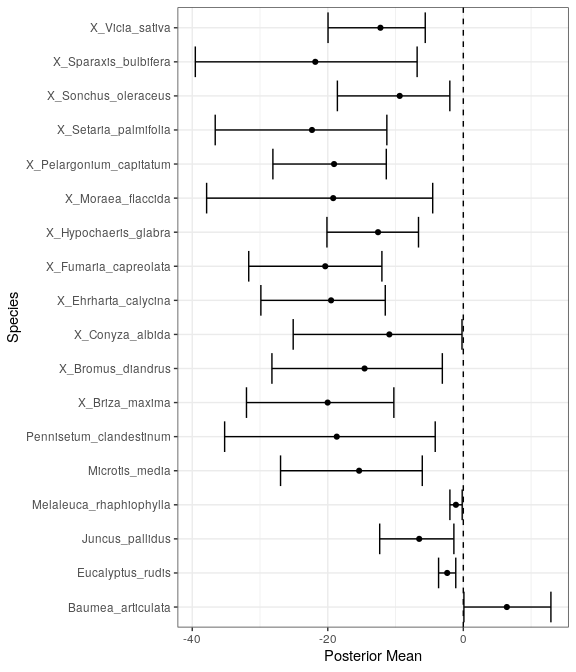 X_Vicia_sativa
X_Sparaxis_bulbifera
X_Sonchus_oleraceus
X_Setaria_palmifolia
X_Pelargonium_capitatum
X_Moraea_flaccida
X_Hypochaeris_glabra
X_Fumaria_capreolata
X_Ehrharta_calycina
X_Conyza_albida
X_Bromus_diandrus
X_Briza_maxima
Pennisetum_clandestinum
Microtis_media
Melaleuca_rhaphiophylla
Juncus_pallidus
Eucalyptus_rudis
Baumea_articulata
Species
-40 -20 0
Posterior Mean